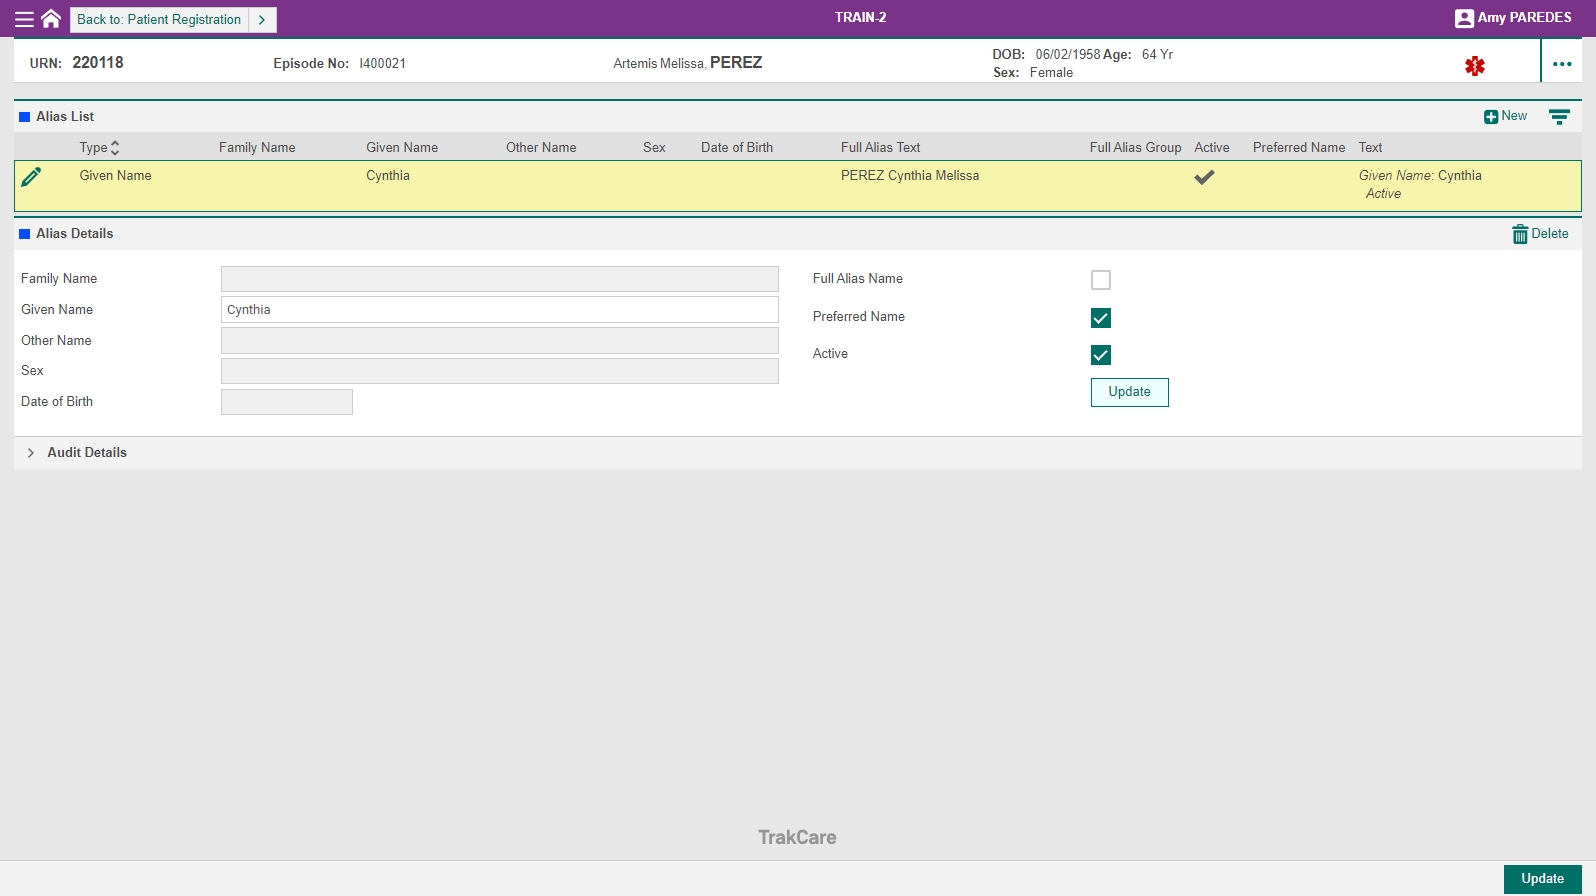 Back to: Patient Registration
TRAIN-2
Amy PAREDES
URN: 220118
Episode No: I400021
Artemis Melissa, PEREZ
DOB: 06/02/1958 Age: 64 Yr
Sex: Female
Alias List
New
Type Family Name Given Name Other Name Sex Date of Birth Full Alias Text Full Alias Group Active Preferred Name Text
Given Name Cynthia PEREZ Cynthia Melissa Given Name: Cynthia
Active
Alias Details
Delete
Family Name
Full Alias Name
Given Name Cynthia
Preferred Name
Other Name
Active
Sex
Update
Date of Birth
Audit Details
TrakCare
Update